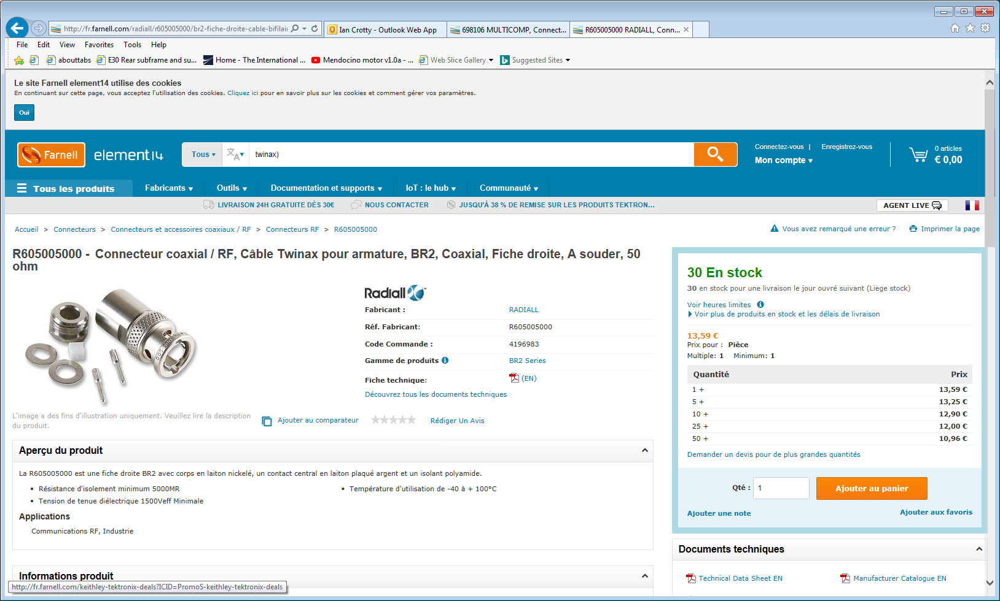 http://fr.farnell.com/radiall/r605005000/br2-fiche-droite-cable-bifilair
Ian Crotty - Outlook Web App
698106 MULTICOMP, Connect...
R605005000 RADIALL, Conn...
File Edit View Favorites Tools Help
abouttabs
E30 Rear subframe and su...
Home - The International ...
Mendocino motor v1.0a - ...
Web Slice Gallery
Suggested Sites
Le site Farnell element14 utilise des cookies
En continuant sur cette page, vous acceptez l'utilisation des cookies. Cliquez ici pour en savoir plus sur les cookies et comment gérer vos paramètres.
Oui
Farnell
element14
Tous
twinax)
Connectez-vous | Enregistrez-vous
Mon compte
0 articles
€ 0,00
Tous les produits
Fabricants
Outils
Documentation et supports
IoT : le hub
Communauté
LIVRAISON 24H GRATUITE DÈS 30€
NOUS CONTACTER
JUSQU'À 38 % DE REMISE SUR LES PRODUITS TEKTRON...
AGENT LIVE
Accueil > Connecteurs > Connecteurs et accessoires coaxiaux / RF > Connecteurs RF > R605005000
Vous avez remarqué une erreur ?
Imprimer la page
R605005000 - Connecteur coaxial / RF, Câble Twinax pour armature, BR2, Coaxial, Fiche droite, A souder, 50
ohm
Radiall
Fabricant : RADIALL
Réf. Fabricant: R605005000
Code Commande : 4196983
Gamme de produits BR2 Series
Fiche technique: (EN)
Découvrez tous les documents techniques
L'image a des fins d'illustration uniquement. Veuillez lire la description
du produit.
Ajouter au comparateur
Rédiger Un Avis
30 En stock
30 en stock pour une livraison le jour ouvré suivant (Liege stock)
Voir heures limites
Voir plus de produits en stock et les délais de livraison
13,59 €
Prix pour : Pièce
Multiple: 1 Minimum: 1
Quantité Prix
1 + 13,59 €
5 + 13,25 €
10 + 12,90 €
25 + 12,00 €
50 + 10,96 €
Demander un devis pour de plus grandes quantités
Qté : 1
Ajouter au panier
Ajouter une note
Ajouter aux favoris
Aperçu du produit
La R605005000 est une fiche droite BR2 avec corps en laiton nickelé, un contact central en laiton plaqué argent et un isolant polyamide.
• Résistance d'isolement minimum 5000MR
• Température d'utilisation de -40 à + 100°C
• Tension de tenue diélectrique 1500Veff Minimale
Applications
Communications RF, Industrie
Documents techniques
Technical Data Sheet EN
Manufacturer Catalogue EN
Informations produit
http://fr.farnell.com/keithley-tektronix-deals?ICID=PromoS-keithley-tektronix-deals